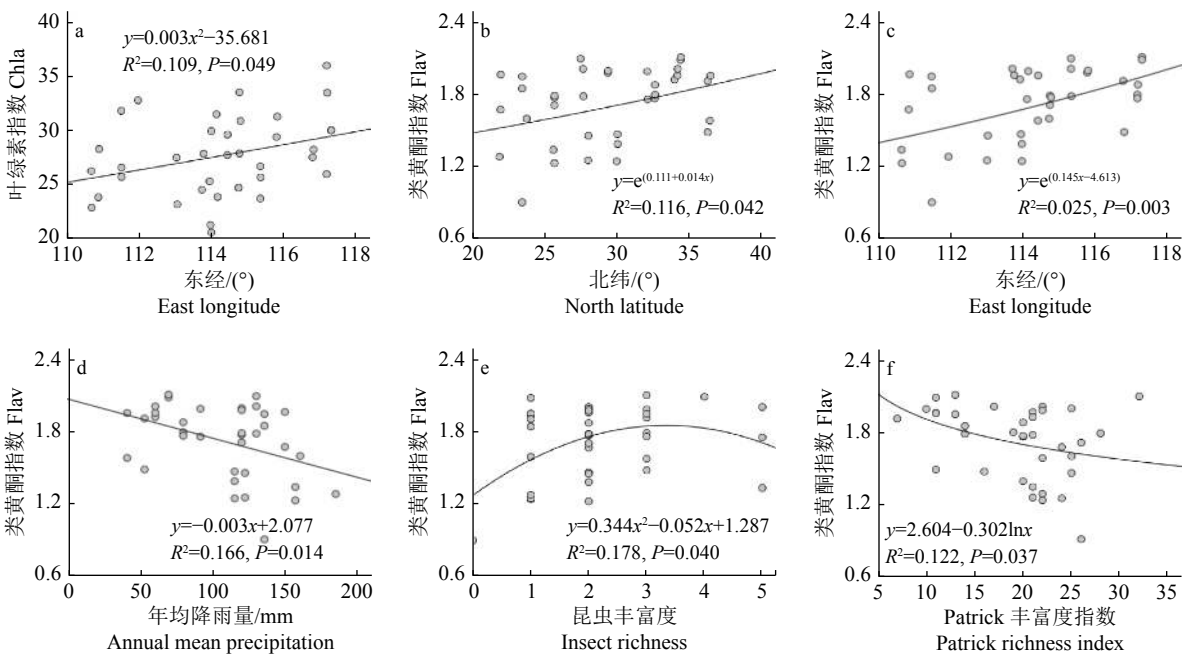 a
y=0.003x²−35.681
R²=0.109, P=0.049
叶绿素指数 Chla
40
35
30
25
20
110
112
114
116
118
东经/(°)
East longitude
b
类黄酮指数 Flav
2.4
1.8
1.2
0.6
y=e^(0.111+0.014x)
R²=0.116, P=0.042
20
25
30
35
40
北纬/(°)
North latitude
c
类黄酮指数 Flav
2.4
1.8
1.2
0.6
y=e^(0.145x−4.613)
R²=0.025, P=0.003
110
112
114
116
118
东经/(°)
East longitude
d
类黄酮指数 Flav
2.4
1.8
1.2
0.6
y=−0.003x+2.077
R²=0.166, P=0.014
0
50
100
150
200
年均降雨量/mm
Annual mean precipitation
e
类黄酮指数 Flav
2.4
1.8
1.2
0.6
y=0.344x²−0.052x+1.287
R²=0.178, P=0.040
0
1
2
3
4
5
昆虫丰富度
Insect richness
f
类黄酮指数 Flav
2.4
1.8
1.2
0.6
y=2.604−0.302lnx
R²=0.122, P=0.037
5
10
15
20
25
30
35
Patrick 丰富度指数
Patrick richness index